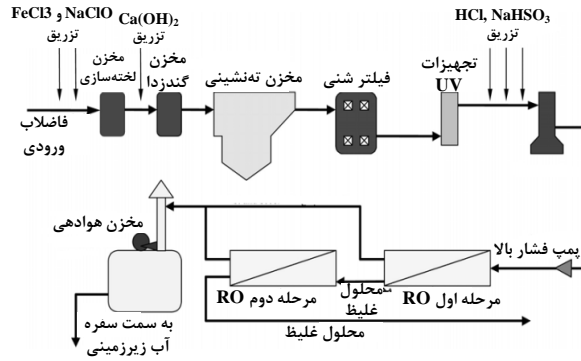 FeCl3 و NaClO
تزریق
Ca(OH)₂
تزریق
مخزن
لخته‌سازی
مخزن
گندزدا
مخزن ته‌نشینی
فیلتر شنی
تجهیزات
UV
HCl, NaHSO₃
تزریق
فاضلاب
ورودی
مخزن هوادهی
پمپ فشار بالا
محلول
غلیظ
مرحله اول RO
مرحله دوم RO
محلول غلیظ
به سمت سفره
آب زیرزمینی